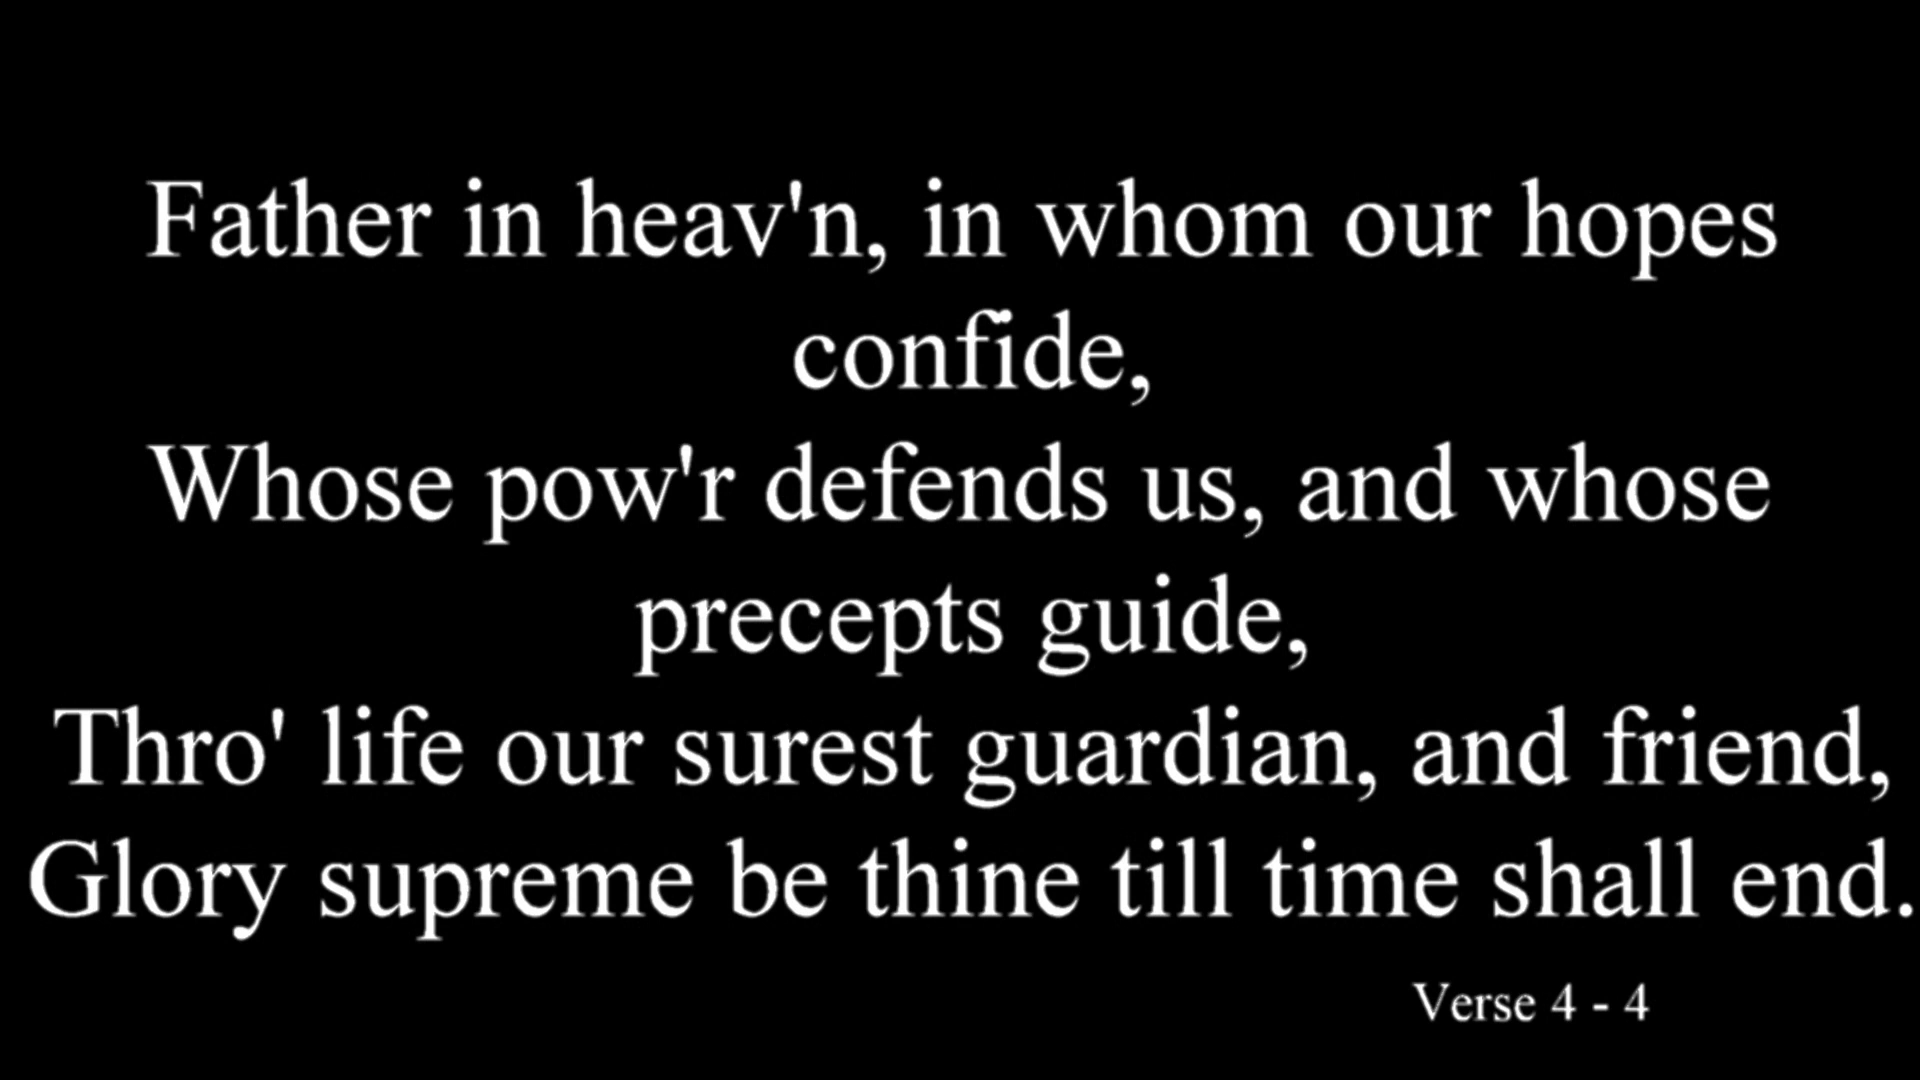 Father in heav'n, in whom our hopes
confide,
Whose pow'r defends us, and whose
precepts guide,
Thro' life our surest guardian, and friend,
Glory supreme be thine till time shall end.
Verse 4 - 4